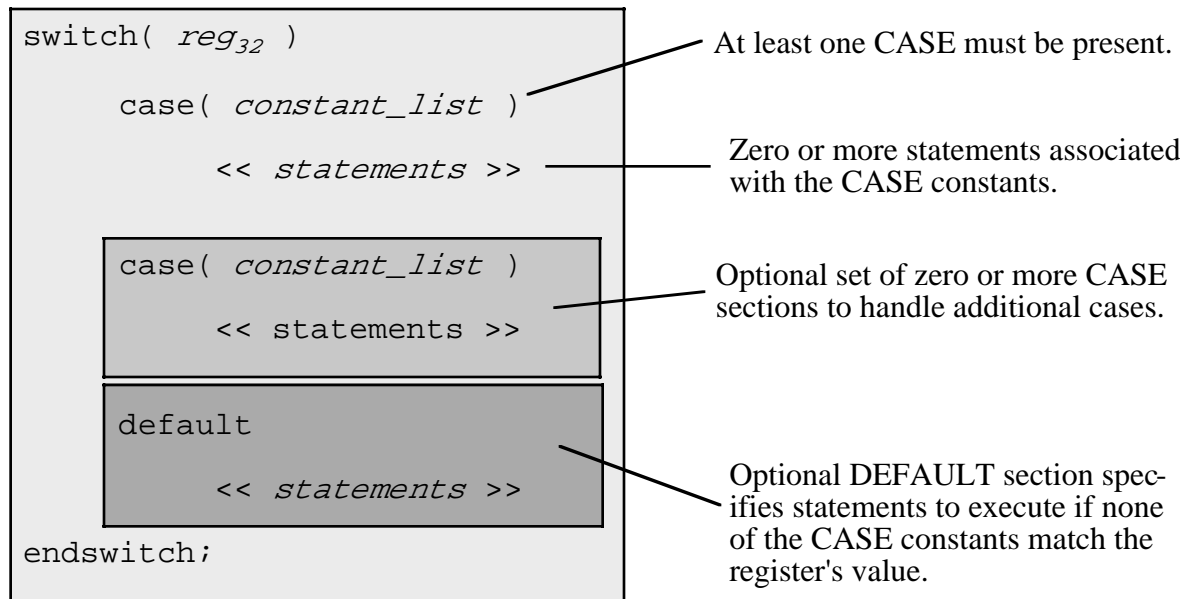 switch( reg32 )
case( constant_list )
<< statements >>
case( constant_list )
<< statements >>
default
<< statements >>
endswitch;
At least one CASE must be present.
Zero or more statements associated
with the CASE constants.
Optional set of zero or more CASE
sections to handle additional cases.
Optional DEFAULT section spec-
ifies statements to execute if none
of the CASE constants match the
register's value.